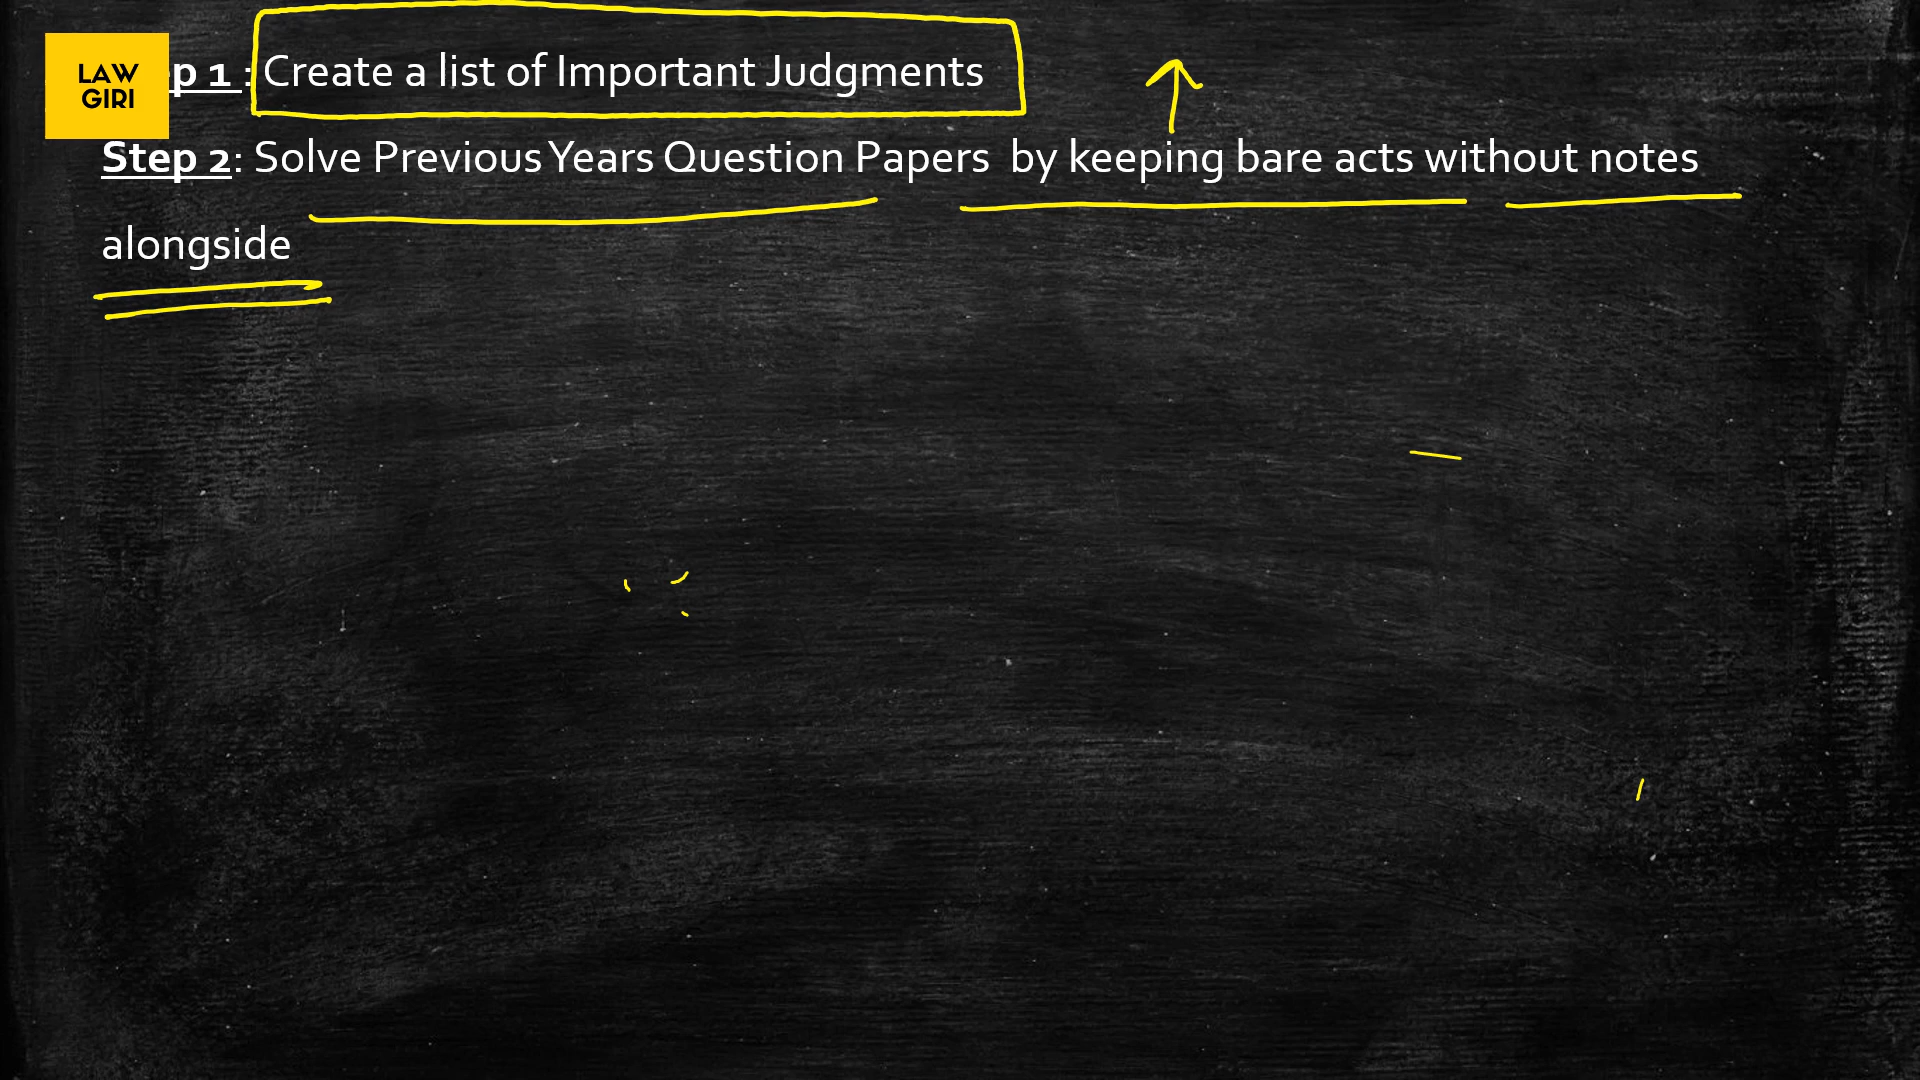 LAW
GIRI
p 1 : Create a list of Important Judgments
Step 2: Solve Previous Years Question Papers by keeping bare acts without notes
alongside